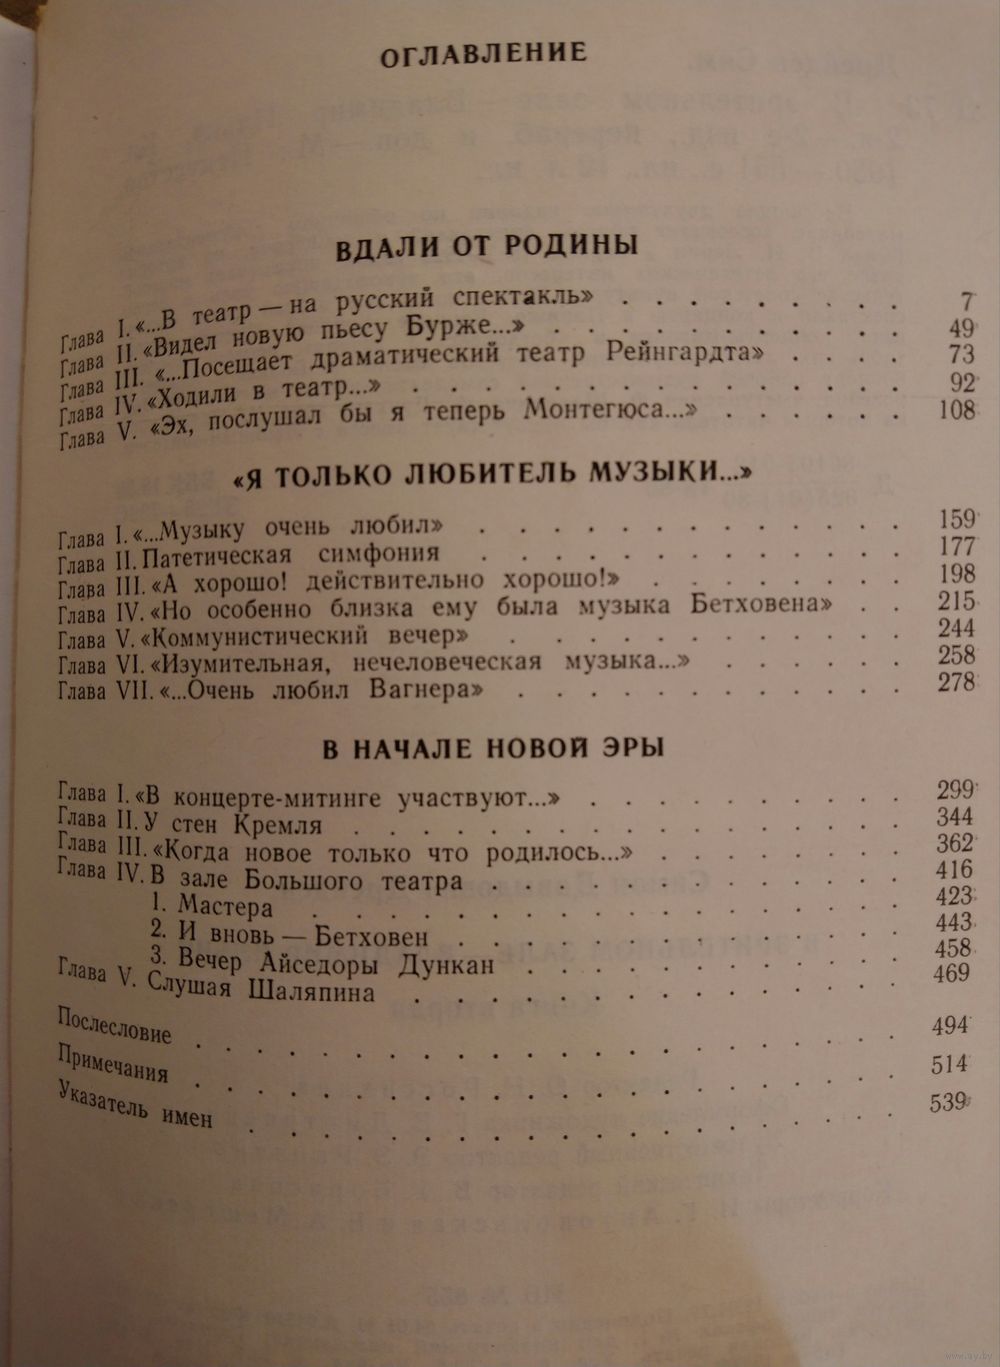 ОГЛАВЛЕНИЕ
ВДАЛИ ОТ РОДИНЫ
Глава I. «...В театр — на русский спектакль» . . . . . . . . . . 7
Глава II. «Видел новую пьесу Бурже...» . . . . . . . . . . . . 49
Глава III. «...Посещает драматический театр Рейнгардта» . . . . 73
Глава IV. «Ходили в театр...» . . . . . . . . . . . . . . . 92
Глава V. «Эх, послушал бы я теперь Монтегюса...» . . . . . . 108
«Я ТОЛЬКО ЛЮБИТЕЛЬ МУЗЫКИ...»
Глава I. «...Музыку очень любил» . . . . . . . . . . . . 159
Глава II. Патетическая симфония . . . . . . . . . . . . 177
Глава III. «А хорошо! действительно хорошо!» . . . . . . . 198
Глава IV. «Но особенно близка ему была музыка Бетховена» . . 215
Глава V. «Коммунистический вечер» . . . . . . . . . . . 244
Глава VI. «Изумительная, нечеловеческая музыка...» . . . . . 258
Глава VII. «...Очень любил Вагнера» . . . . . . . . . . . 278
В НАЧАЛЕ НОВОЙ ЭРЫ
Глава I. «В концерте-митинге участвуют...» . . . . . . . . . 299
Глава II. У стен Кремля . . . . . . . . . . . . . . . 344
Глава III. «Когда новое только что родилось...» . . . . . . . 362
Глава IV. В зале Большого театра . . . . . . . . . . . . 416
1. Мастера . . . . . . . . . . . . . . . . 423
2. И вновь — Бетховен . . . . . . . . . . . . 443
3. Вечер Айседоры Дункан . . . . . . . . . . 458
Глава V. Слушая Шаляпина . . . . . . . . . . . . . . 469
Послесловие . . . . . . . . . . . . . . . . . . . 494
Примечания . . . . . . . . . . . . . . . . . . . 514
Указатель имен . . . . . . . . . . . . . . . . . 539